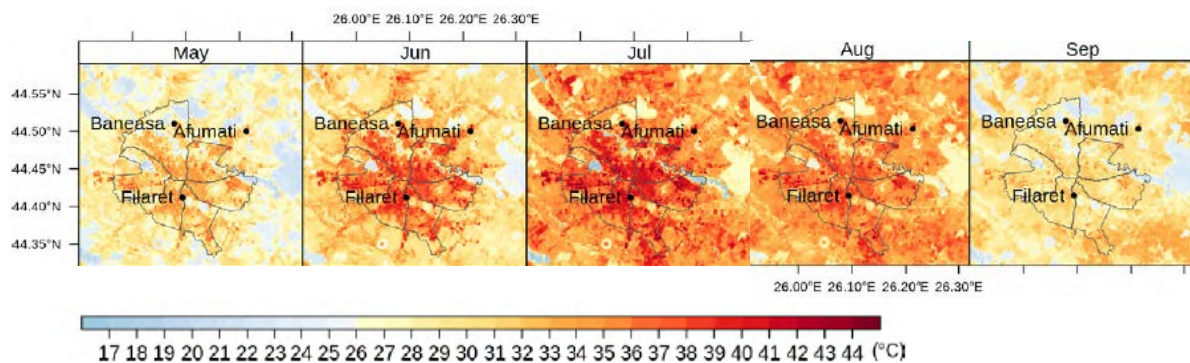 26.00°E 26.10°E 26.20°E 26.30°E
May Jun Jul Aug Sep
44.55°N
44.50°N
44.45°N
44.40°N
44.35°N
Baneasa Afumati Baneasa Afumati Baneasa Afumati Baneasa Afumati Baneasa Afumati
Filaret Filaret Filaret Filaret Filaret
26.00°E 26.10°E 26.20°E 26.30°E
17 18 19 20 22 23 24 25 26 27 28 30 31 32 33 34 35 36 38 39 40 41 42 43 44 (°C)